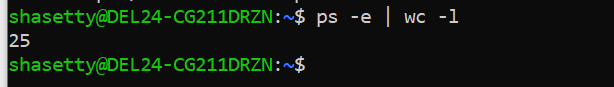 shasetty@DEL24-CG211DRZN:~$ ps -e | wc -l
25
shasetty@DEL24-CG211DRZN:~$